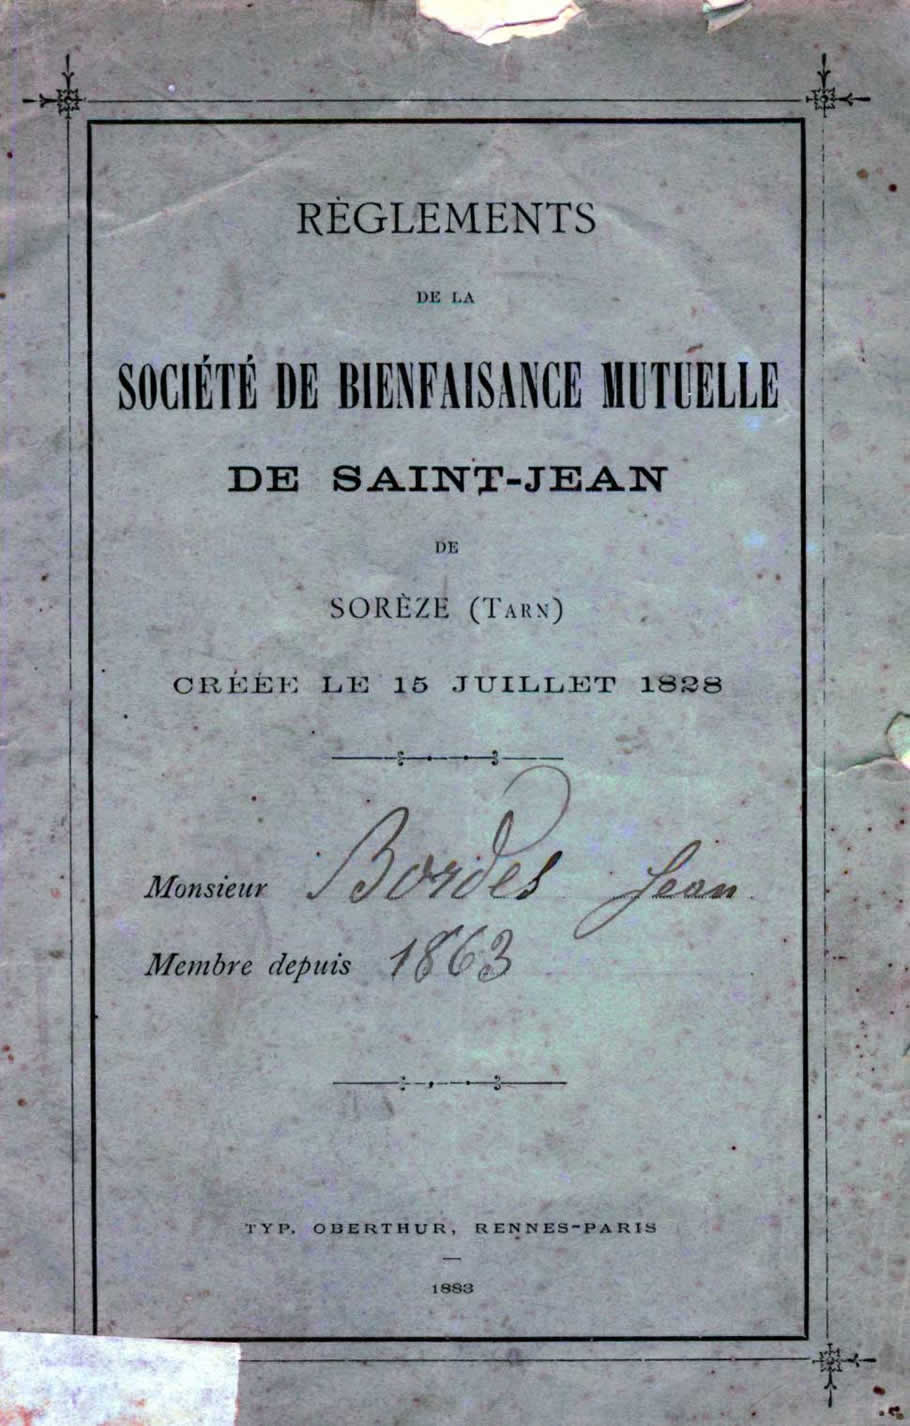 RÈGLEMENTS
DE LA
SOCIÉTÉ DE BIENFAISANCE MUTUELLE
DE SAINT-JEAN
DE
SORÈZE (TARN)
CRÉÉE LE 15 JUILLET 1828
Monsieur Bordes Jean
Membre depuis 1863
TYP. OBERTHUR, RENNES-PARIS
1883